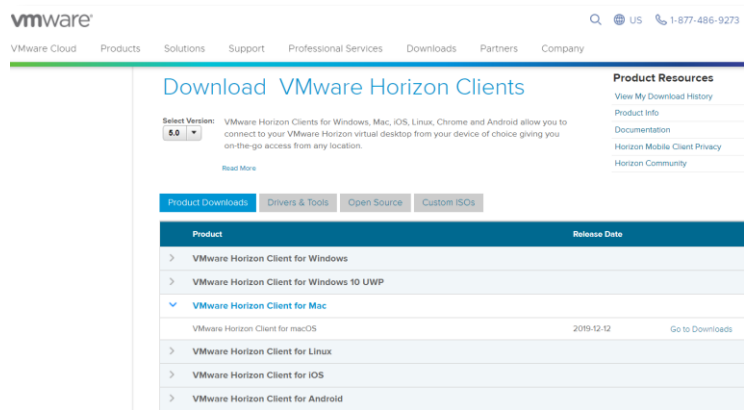 vmware®
US 1-877-486-9273
VMware Cloud Products Solutions Support Professional Services Downloads Partners Company
Download VMware Horizon Clients
Select Version:
5.0
VMware Horizon Clients for Windows, Mac, iOS, Linux, Chrome and Android allow you to
connect to your VMware Horizon virtual desktop from your device of choice giving you
on-the-go access from any location.
Read More
Product Resources
View My Download History
Product Info
Documentation
Horizon Mobile Client Privacy
Horizon Community
Product Downloads Drivers & Tools Open Source Custom ISOs
Product Release Date
VMware Horizon Client for Windows
VMware Horizon Client for Windows 10 UWP
VMware Horizon Client for Mac
VMware Horizon Client for macOS 2019-12-12 Go to Downloads
VMware Horizon Client for Linux
VMware Horizon Client for iOS
VMware Horizon Client for Android